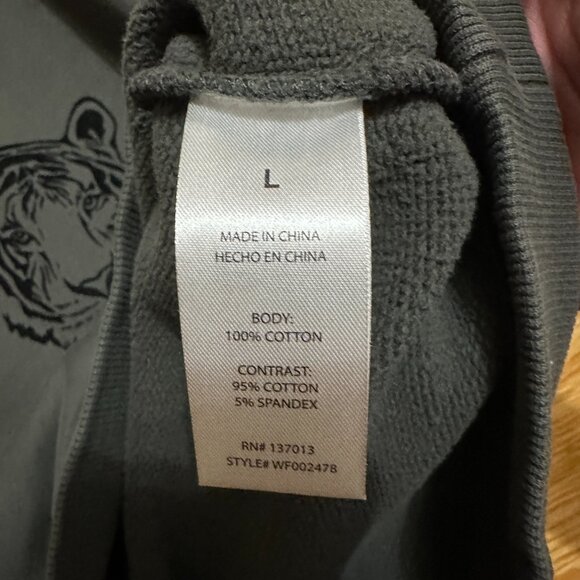 L
MADE IN CHINA
HECHO EN CHINA
BODY:
100% COTTON
CONTRAST:
95% COTTON
5% SPANDEX
RN# 137013
STYLE# WF002478